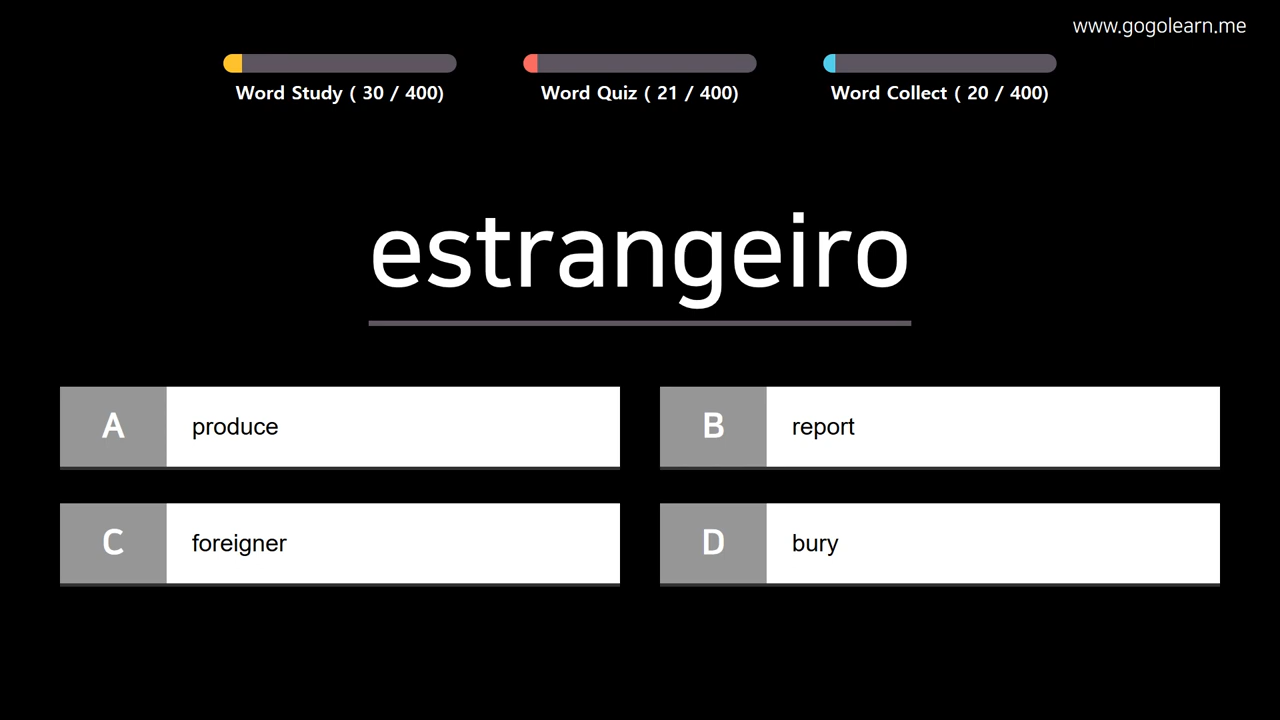 www.gogolearn.me
Word Study ( 30 / 400)
Word Quiz ( 21 / 400)
Word Collect ( 20 / 400)
estrangeiro
A produce
B report
C foreigner
D bury